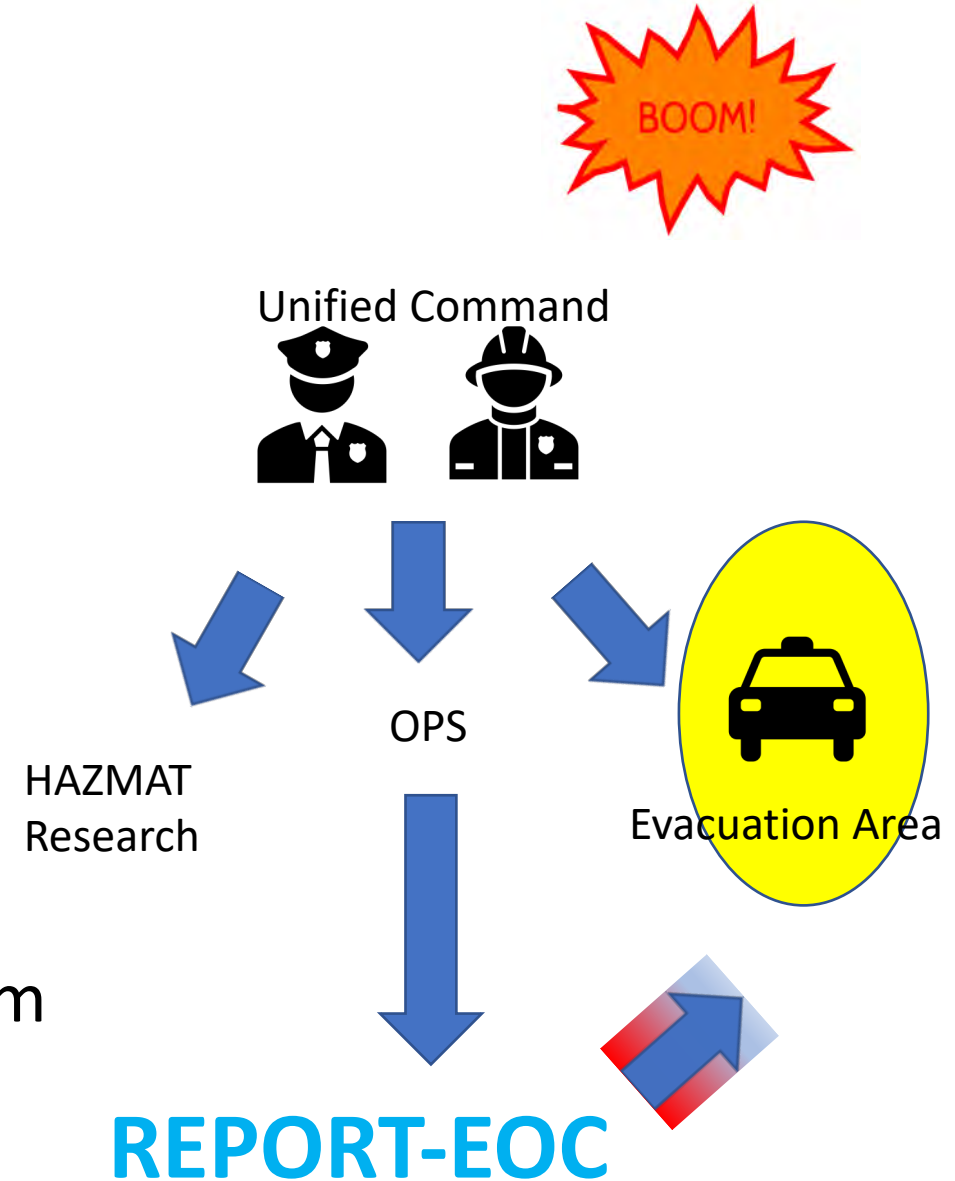 BOOM!
Unified Command
OPS
HAZMAT
Research
Evacuation Area
REPORT-EOC